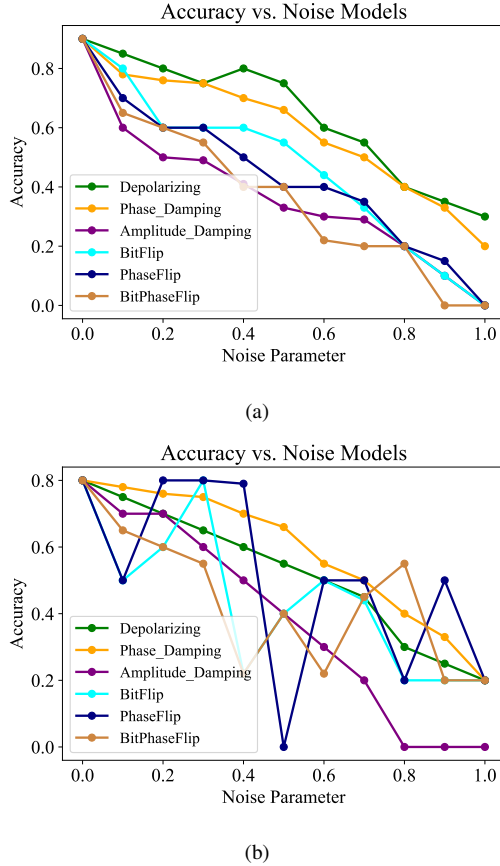 Accuracy vs. Noise Models
Accuracy
0.8
0.6
0.4
0.2
0.0
Depolarizing
Phase_Damping
Amplitude_Damping
BitFlip
PhaseFlip
BitPhaseFlip
0.0 0.2 0.4 0.6 0.8 1.0
Noise Parameter
(a)
Accuracy vs. Noise Models
Accuracy
0.8
0.6
0.4
0.2
0.0
Depolarizing
Phase_Damping
Amplitude_Damping
BitFlip
PhaseFlip
BitPhaseFlip
0.0 0.2 0.4 0.6 0.8 1.0
Noise Parameter
(b)